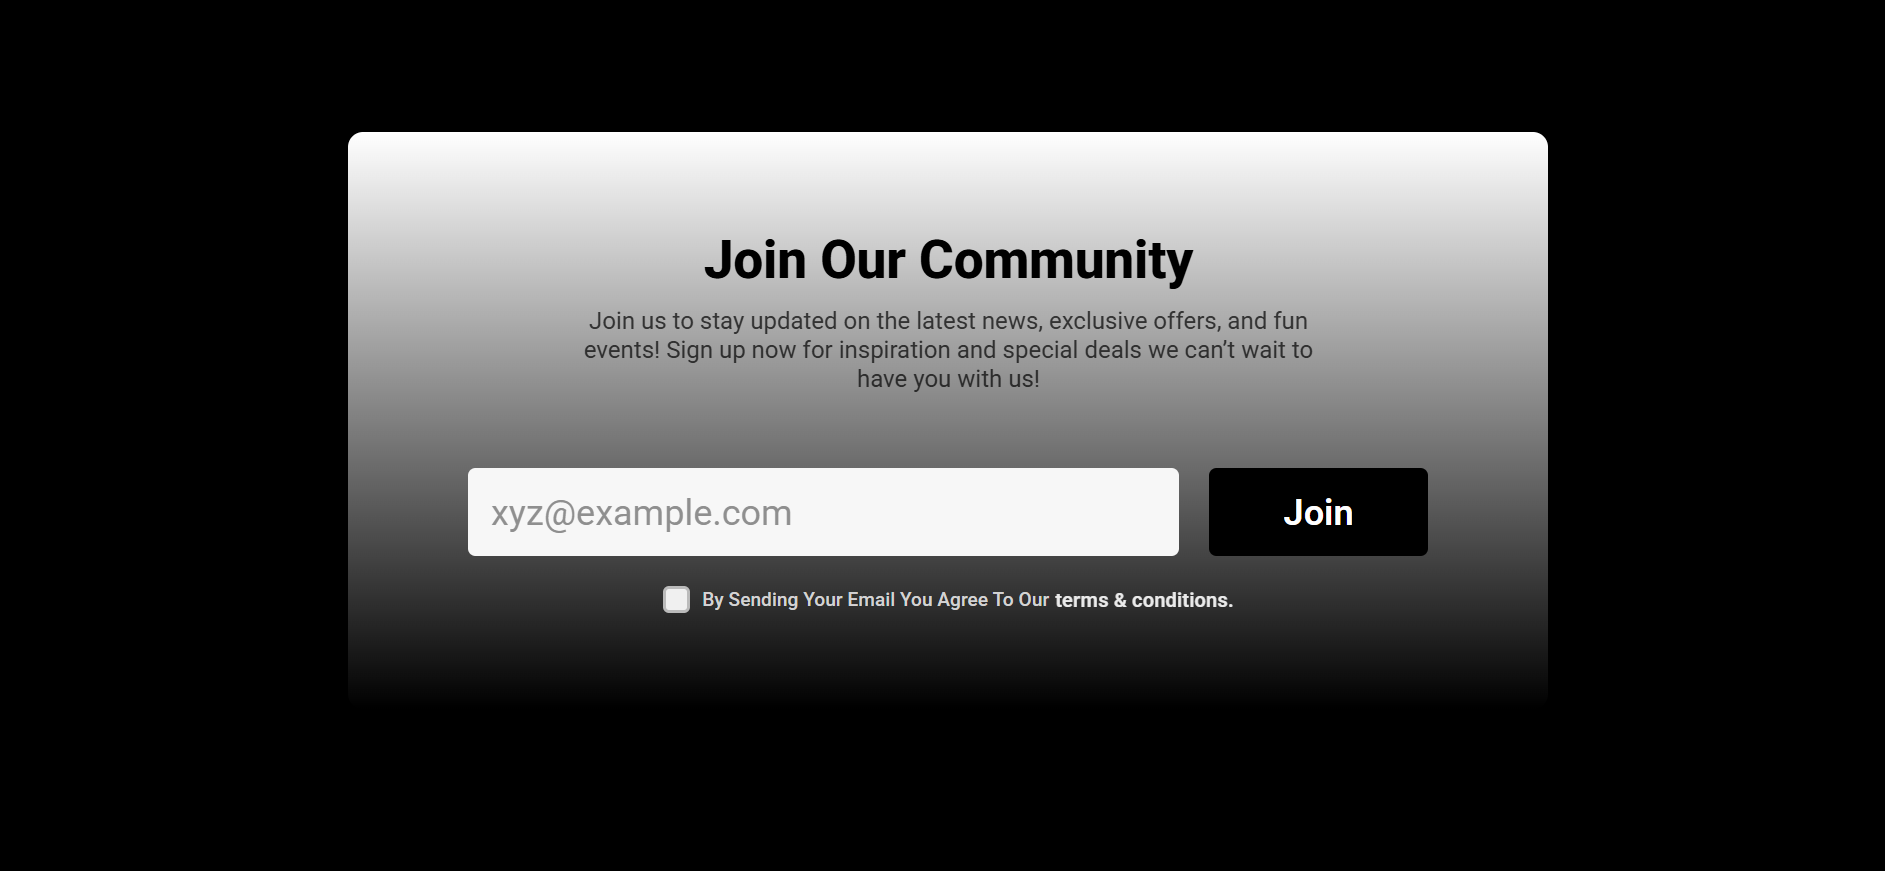 Join Our Community
Join us to stay updated on the latest news, exclusive offers, and fun
events! Sign up now for inspiration and special deals we can’t wait to
have you with us!
xyz@example.com
Join
By Sending Your Email You Agree To Our terms & conditions.